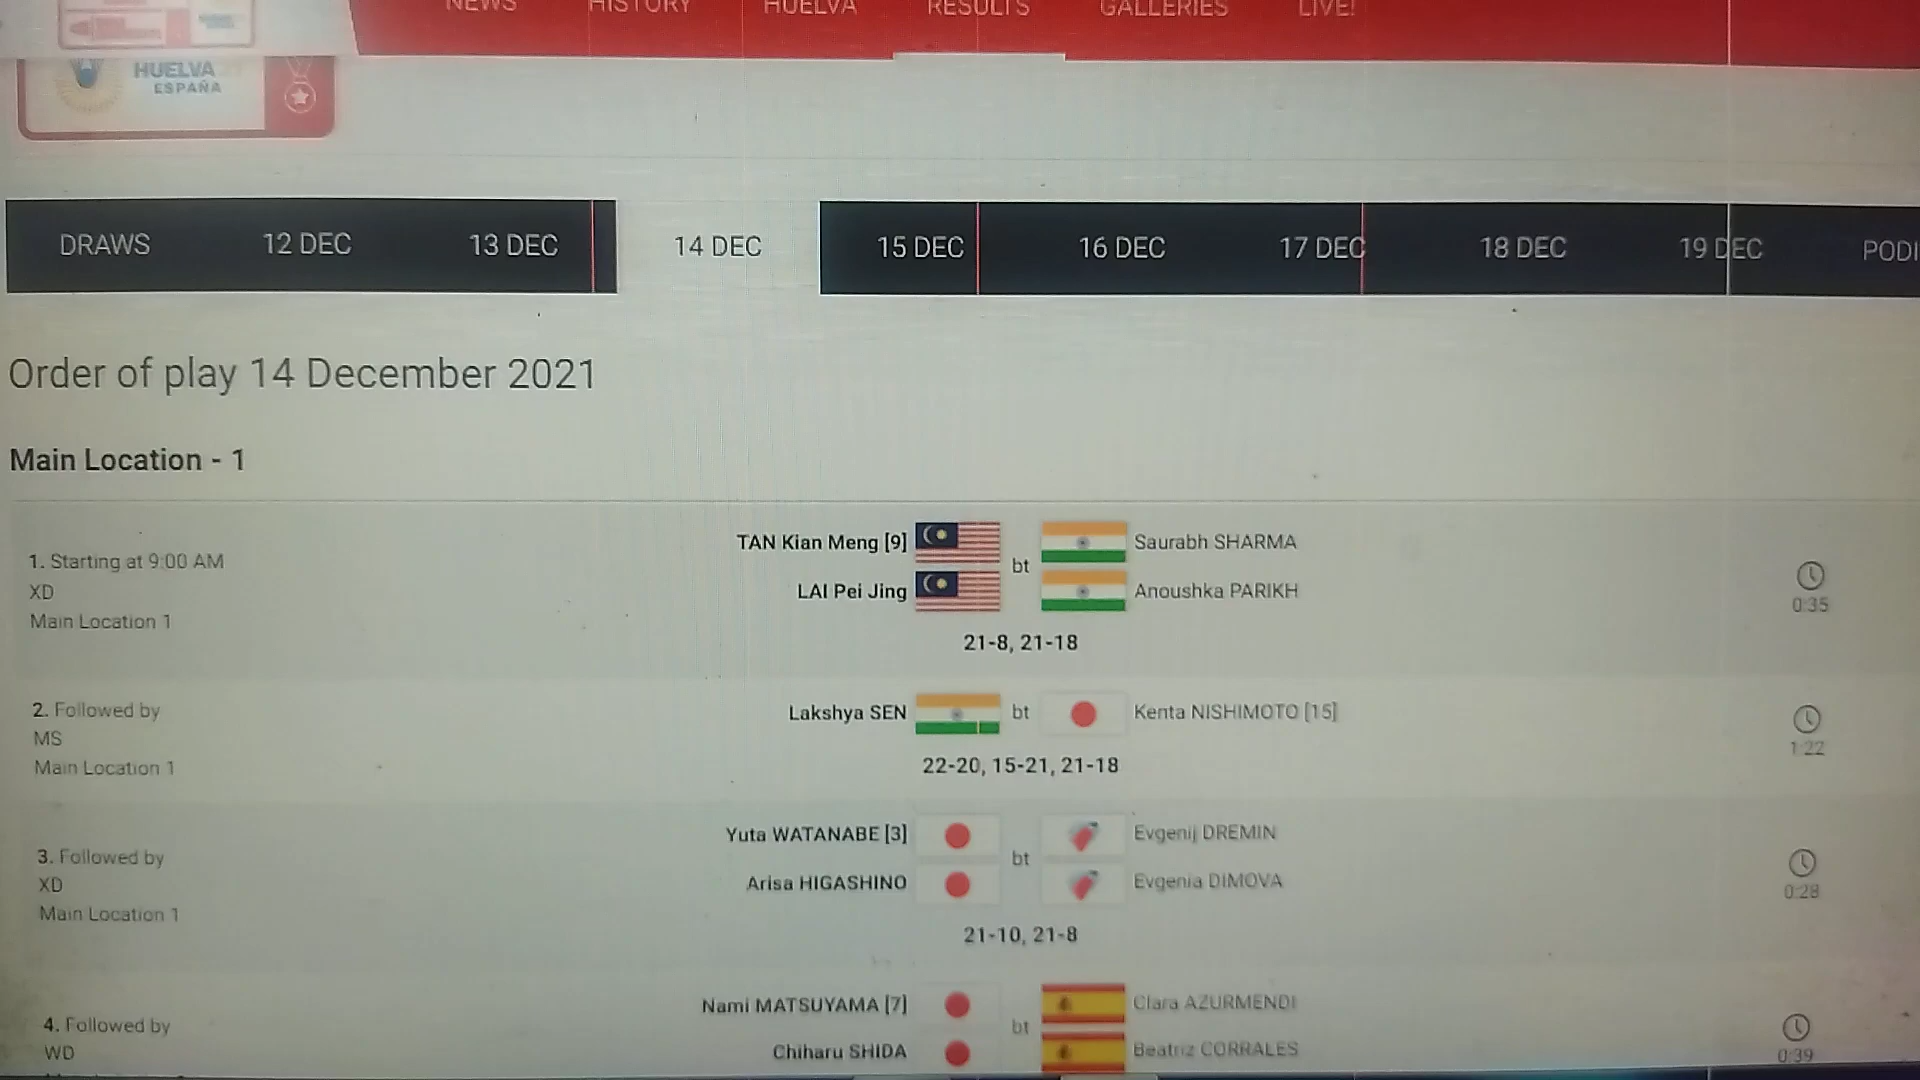 NEWS HISTORY HUELVA RESULTS GALLERIES LIVE!
HUELVA
ESPAÑA
DRAWS 12 DEC 13 DEC 14 DEC 15 DEC 16 DEC 17 DEC 18 DEC 19 DEC PODI
Order of play 14 December 2021
Main Location - 1
1. Starting at 9:00 AM
XD
Main Location 1
TAN Kian Meng [9] bt Saurabh SHARMA
LAI Pei Jing Anoushka PARIKH
21-8, 21-18
0:35
2. Followed by
MS
Main Location 1
Lakshya SEN bt Kenta NISHIMOTO [15]
22-20, 15-21, 21-18
1:22
3. Followed by
XD
Main Location 1
Yuta WATANABE [3] bt Evgenij DREMIN
Arisa HIGASHINO Evgenia DIMOVA
21-10, 21-8
0:28
4. Followed by
WD
Nami MATSUYAMA [7] bt Clara AZURMENDI
Chiharu SHIDA Beatriz CORRALES
0:39